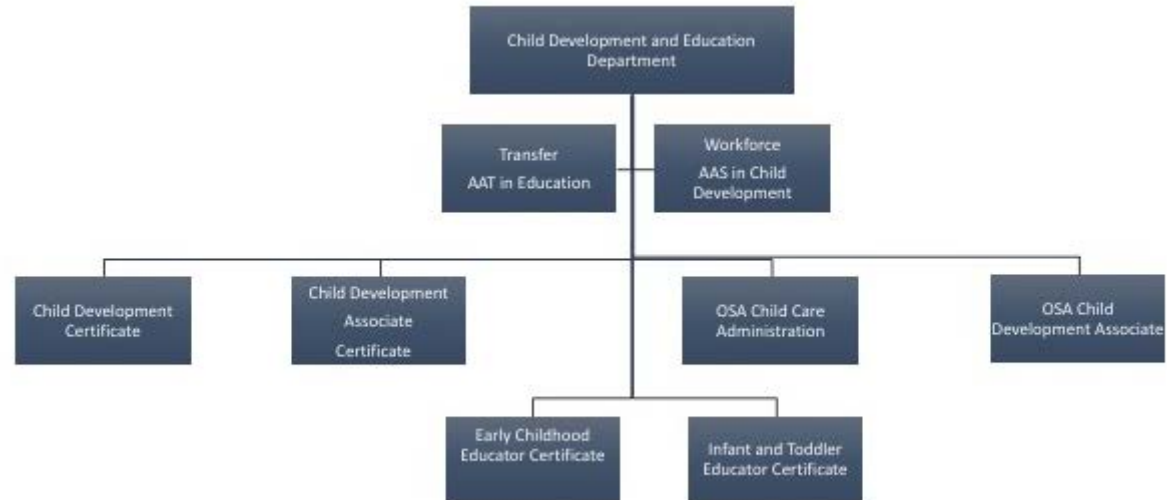 Child Development and Education
Department
Transfer
AAT in Education
Workforce
AAS in Child
Development
Child Development
Certificate
Child Development
Associate
Certificate
OSA Child Care
Administration
OSA Child
Development Associate
Early Childhood
Educator Certificate
Infant and Toddler
Educator Certificate